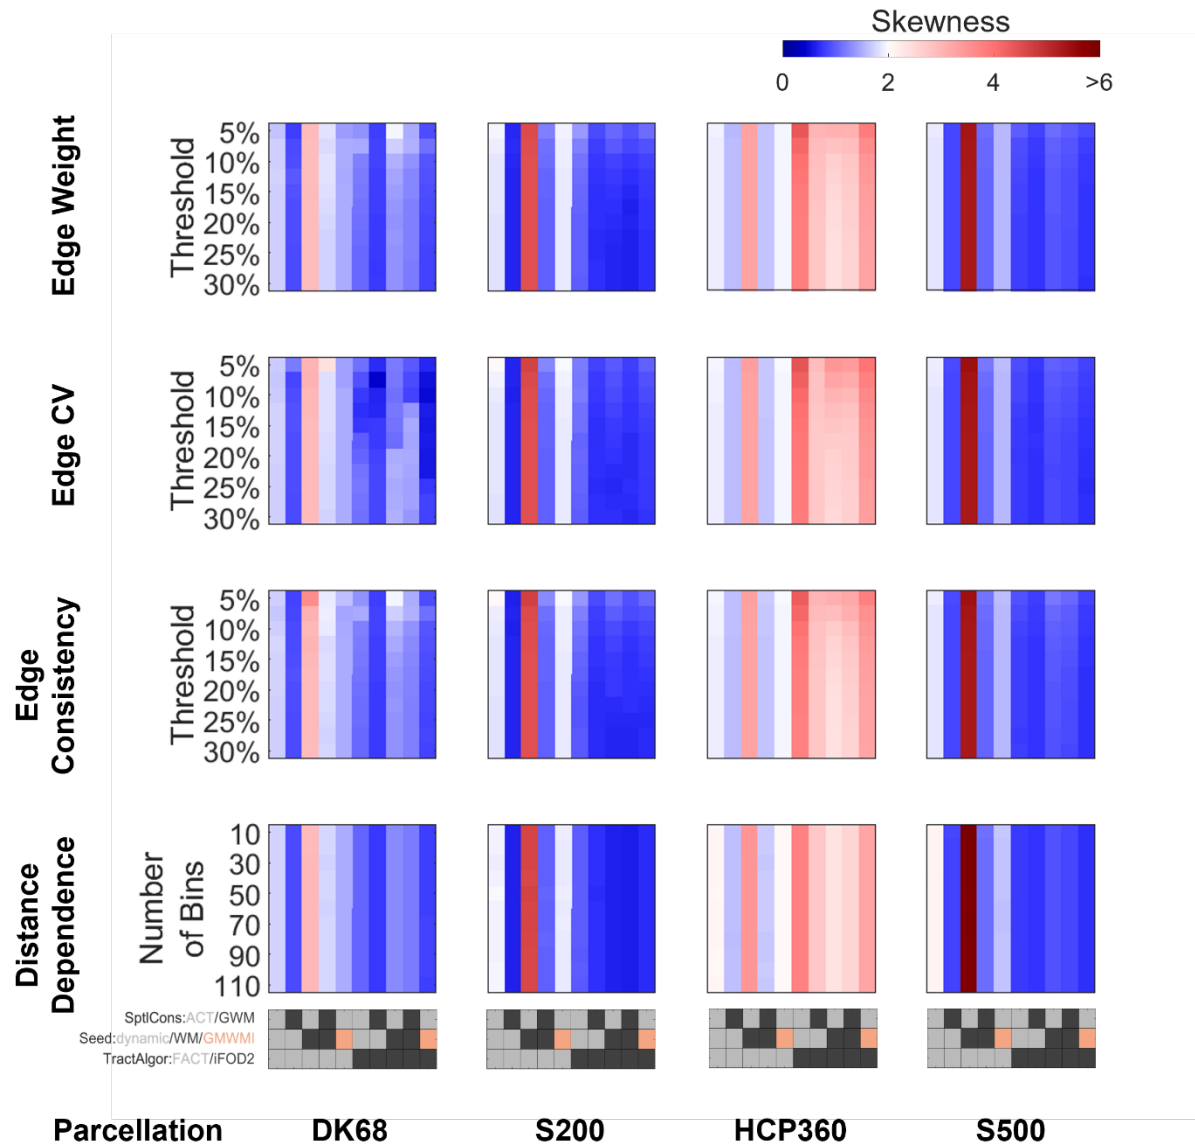 Skewness
0 2 4 >6
Edge Weight
Threshold
5%
10%
15%
20%
25%
30%
Edge CV
Threshold
5%
10%
15%
20%
25%
30%
Edge
Consistency
Threshold
5%
10%
15%
20%
25%
30%
Distance
Dependence
Number
of Bins
10
30
50
70
90
110
SptlCons:ACT/GWM
Seed:dynamic/WM/GMWMI
TractAlgor:FACT/iFOD2
Parcellation DK68 S200 HCP360 S500